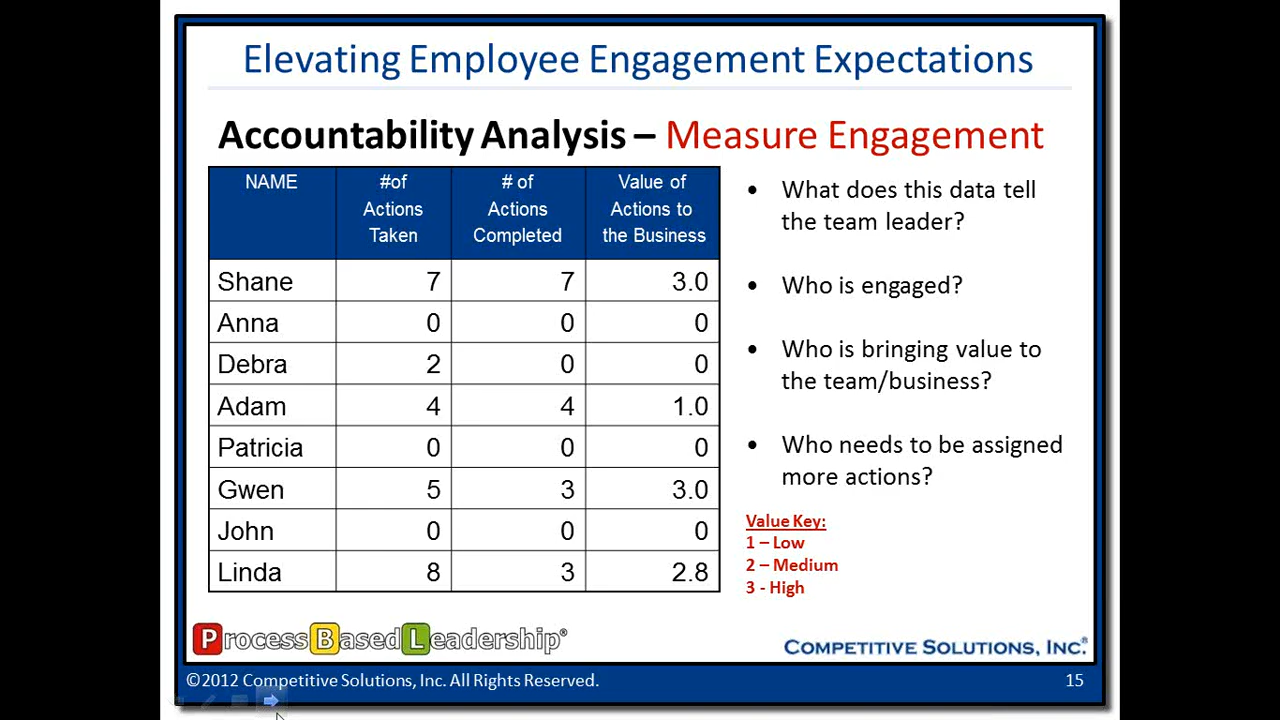 Elevating Employee Engagement Expectations
Accountability Analysis – Measure Engagement
NAME #of Actions Taken # of Actions Completed Value of Actions to the Business
Shane 7 7 3.0
Anna 0 0 0
Debra 2 0 0
Adam 4 4 1.0
Patricia 0 0 0
Gwen 5 3 3.0
John 0 0 0
Linda 8 3 2.8
• What does this data tell
the team leader?
• Who is engaged?
• Who is bringing value to
the team/business?
• Who needs to be assigned
more actions?
Value Key:
1 – Low
2 – Medium
3 - High
ProcessBasedLeadership®
COMPETITIVE SOLUTIONS, INC.®
©2012 Competitive Solutions, Inc. All Rights Reserved.
15